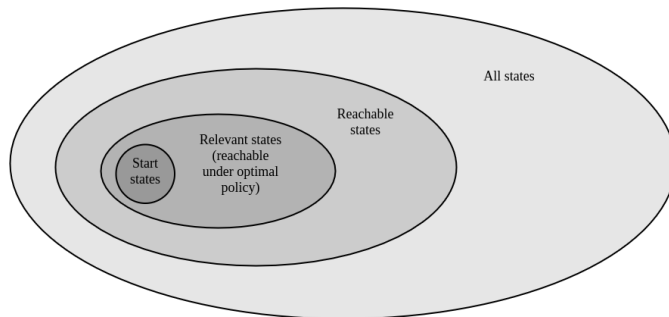 All states
Reachable
states
Relevant states
(reachable
under optimal
policy)
Start
states